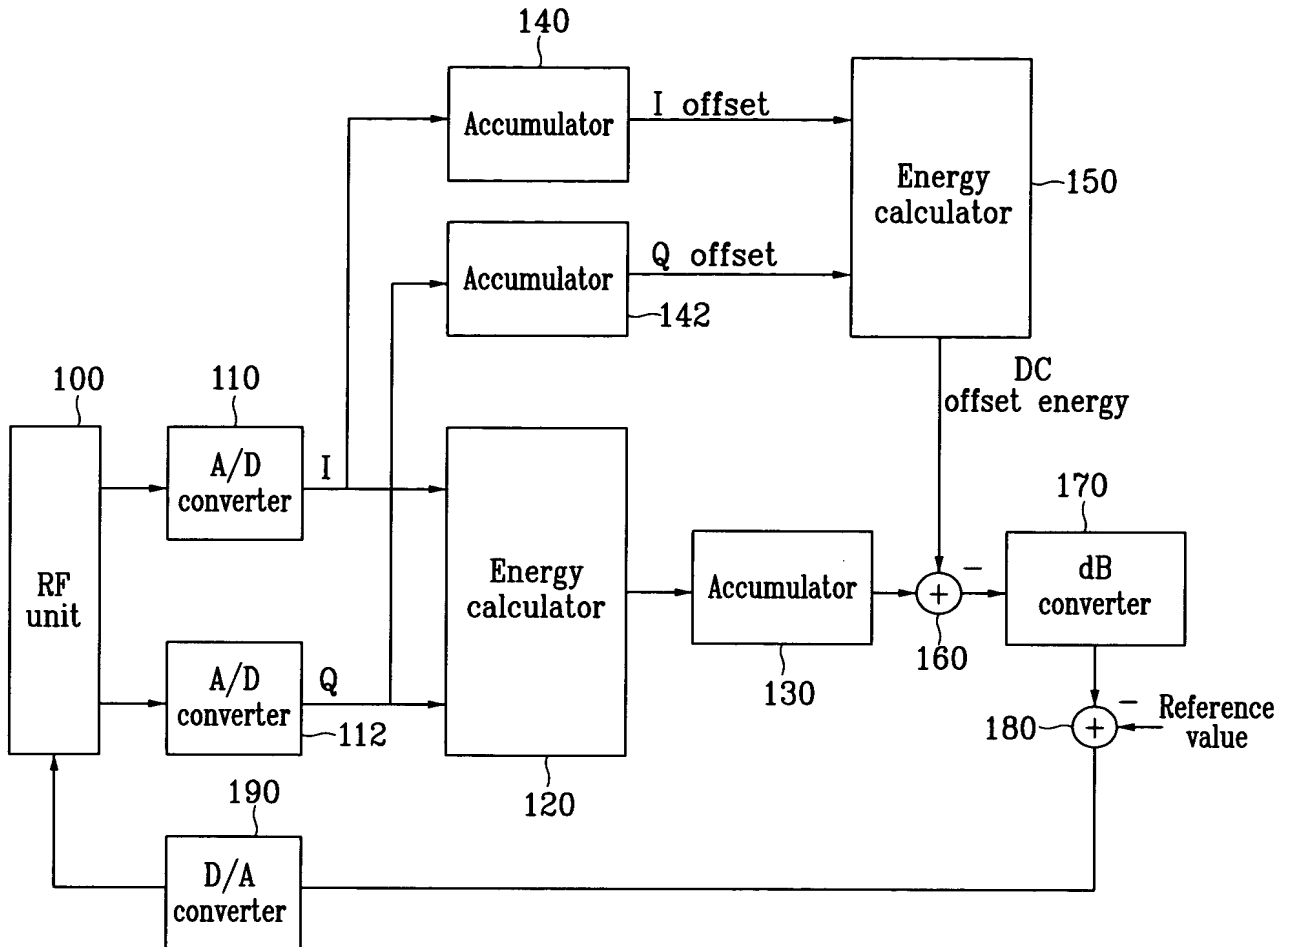 140
Accumulator
I offset
Energy
calculator
150
Accumulator
Q offset
142
DC
offset energy
100
110
RF
unit
A/D
converter
I
A/D
converter
Q
112
Energy
calculator
120
Accumulator
130
+
−
160
170
dB
converter
180
+
−
Reference
value
190
D/A
converter